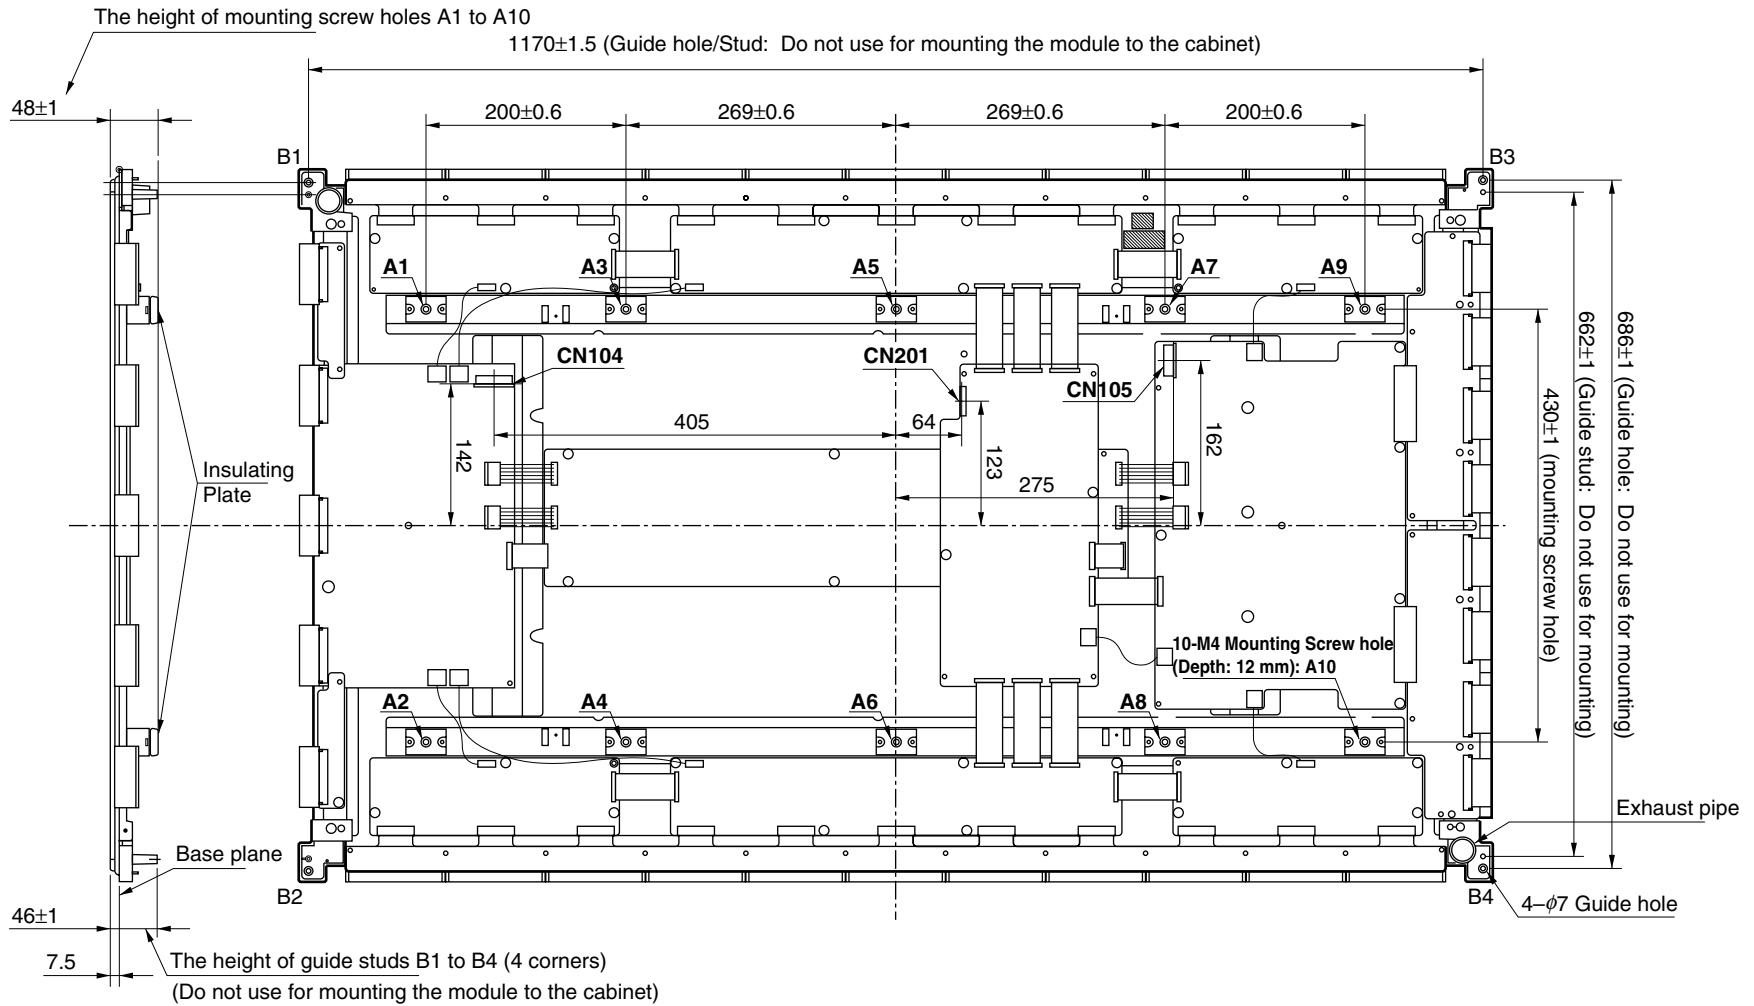 The height of mounting screw holes A1 to A10
1170±1.5 (Guide hole/Stud: Do not use for mounting the module to the cabinet)
48±1
200±0.6
269±0.6
269±0.6
200±0.6
B1
B3
A1
A3
A5
A7
A9
CN104
CN201
CN105
405
64
142
123
162
275
Insulating
Plate
430±1 (mounting screw hole)
662±1 (Guide stud: Do not use for mounting)
686±1 (Guide hole: Do not use for mounting)
10-M4 Mounting Screw hole
(Depth: 12 mm): A10
A2
A4
A6
A8
Exhaust pipe
Base plane
B2
B4
4–ϕ7 Guide hole
46±1
7.5
The height of guide studs B1 to B4 (4 corners)
(Do not use for mounting the module to the cabinet)